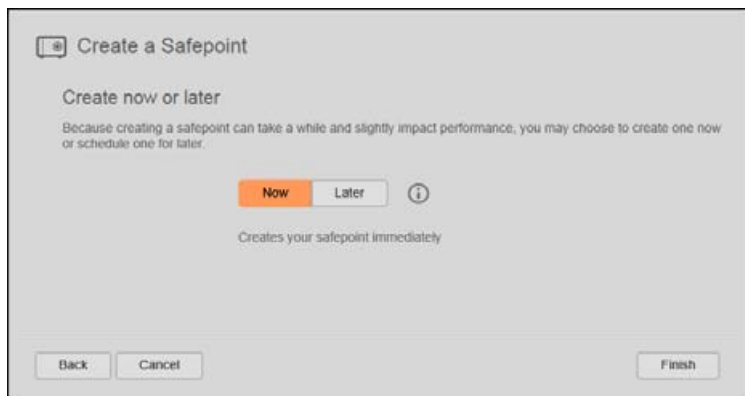 Create a Safepoint
Create now or later
Because creating a safepoint can take a while and slightly impact performance, you may choose to create one now
or schedule one for later.
Now Later
Creates your safepoint immediately
Back Cancel Finish